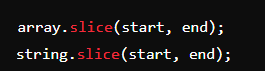 array.slice(start, end);
string.slice(start, end);